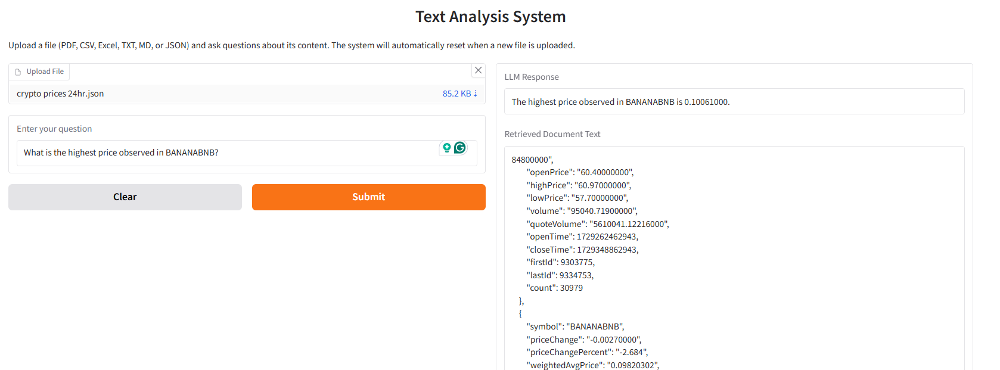 Text Analysis System
Upload a file (PDF, CSV, Excel, TXT, MD, or JSON) and ask questions about its content. The system will automatically reset when a new file is uploaded.
Upload File
crypto prices 24hr.json
85.2 KB ↓
Enter your question
What is the highest price observed in BANANABNB?
Clear
Submit
LLM Response
The highest price observed in BANANABNB is 0.10061000.
Retrieved Document Text
84800000",
"openPrice": "60.40000000",
"highPrice": "60.97000000",
"lowPrice": "57.70000000",
"volume": "95040.71900000",
"quoteVolume": "5610041.12216000",
"openTime": 1729262462943,
"closeTime": 1729348862943,
"firstId": 9303775,
"lastId": 9334753,
"count": 30979
},
{
"symbol": "BANANABNB",
"priceChange": "-0.00270000",
"priceChangePercent": "-2.684",
"weightedAvgPrice": "0.09820302",